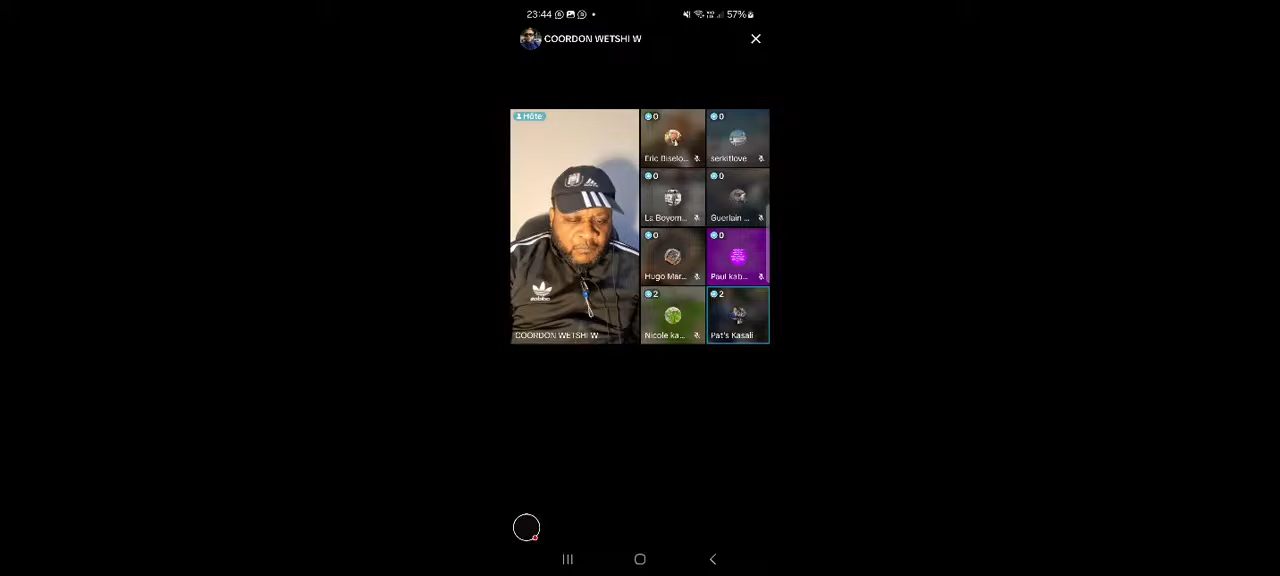 23:44
57%
COORDON WETSHI W
Hôte
0
Eric Biselo...
0
serkitlove
0
La Boyom...
0
Guerlain ...
0
Hugo Mar...
0
Paul kab...
2
Nicole ka...
2
Pat's Kasali
COORDON WETSHI W
adidas